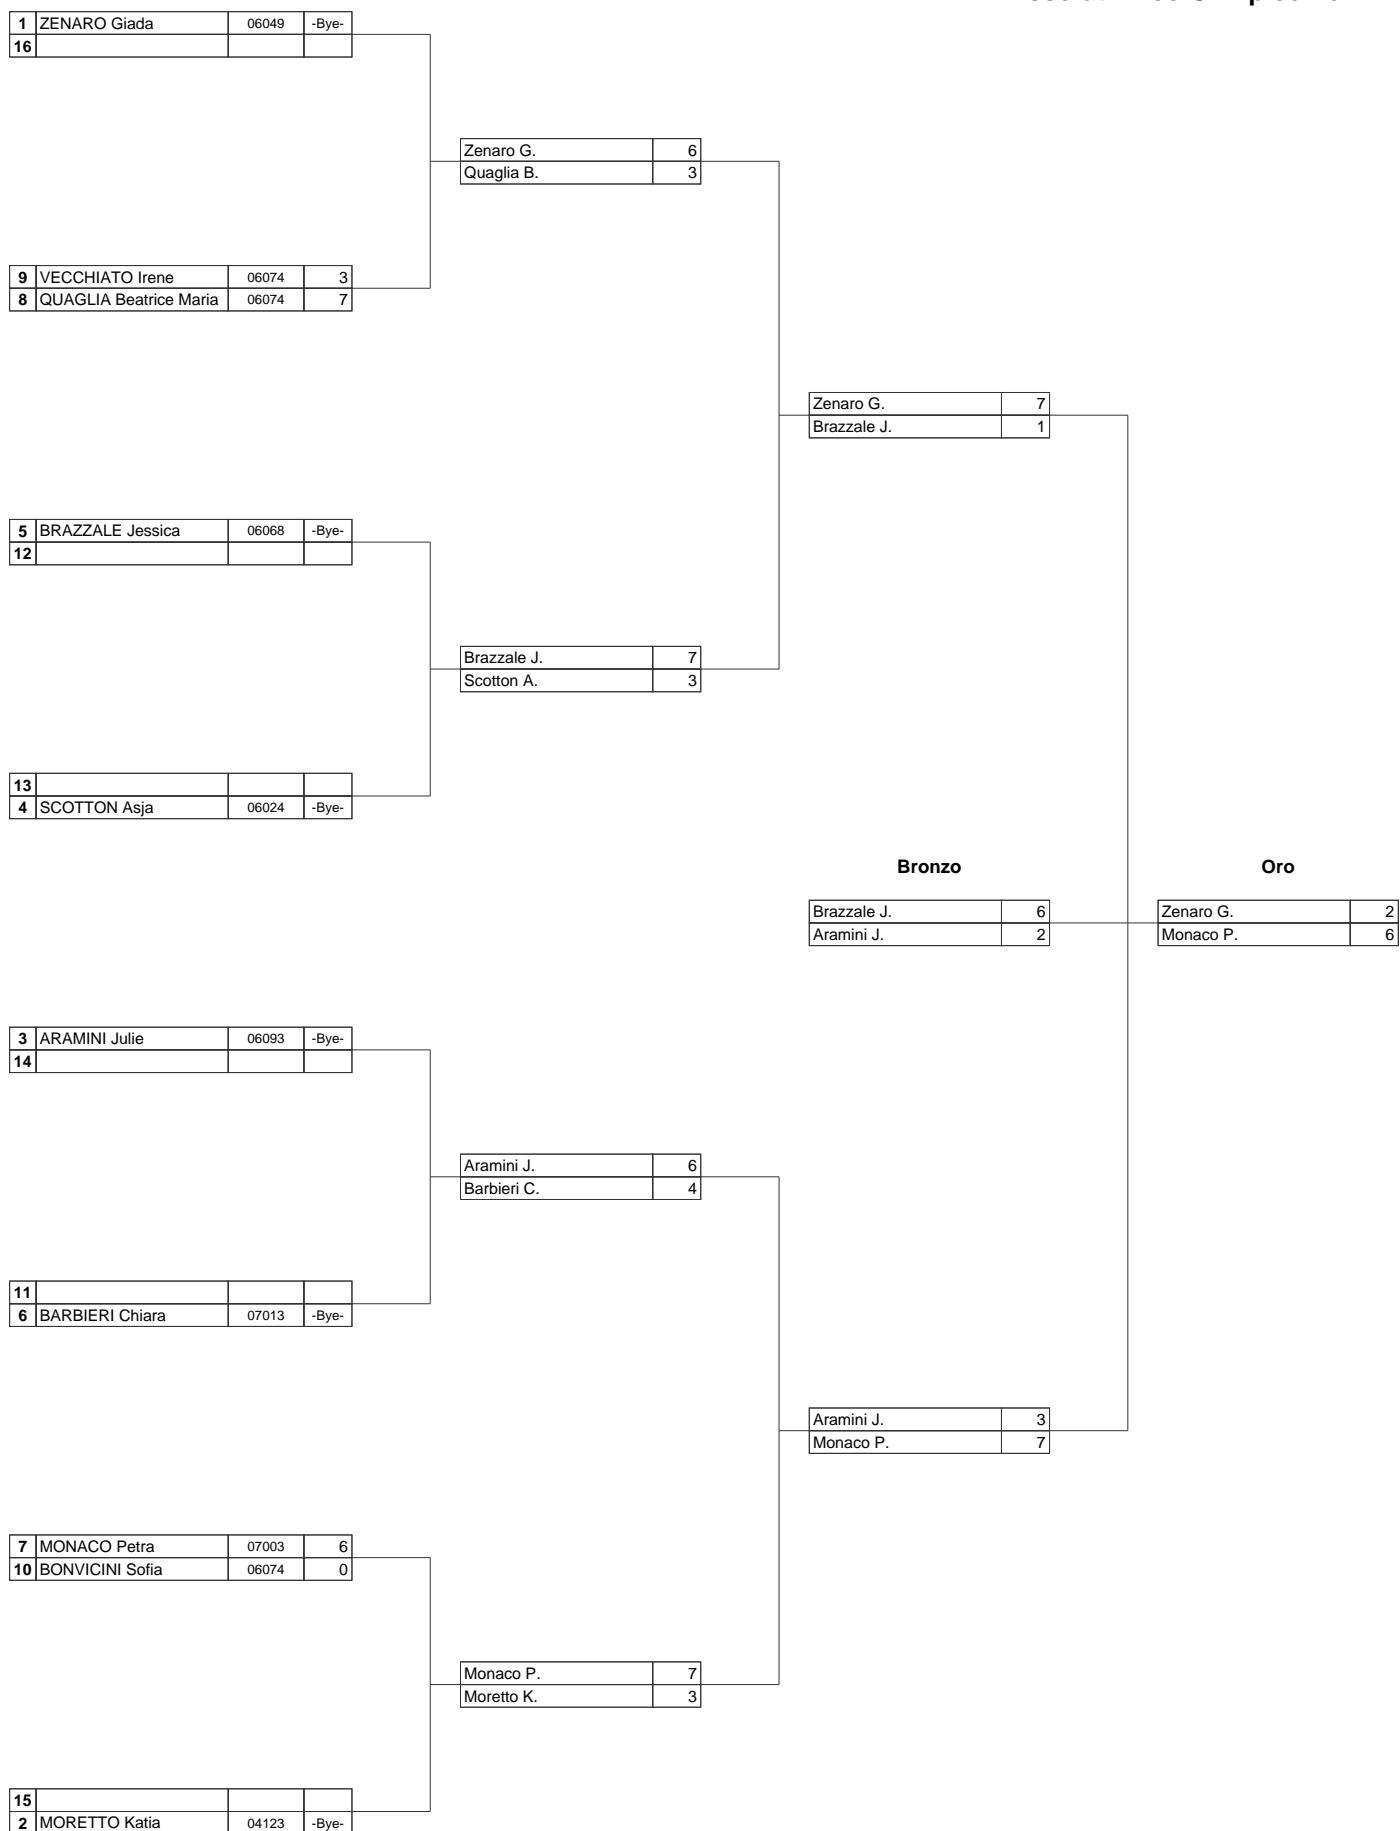 1 ZENARO Giada 06049 -Bye-
16
Zenaro G. 6
Quaglia B. 3
9 VECCHIATO Irene 06074 3
8 QUAGLIA Beatrice Maria 06074 7
Zenaro G. 7
Brazzale J. 1
5 BRAZZALE Jessica 06068 -Bye-
12
Brazzale J. 7
Scotton A. 3
13
4 SCOTTON Asja 06024 -Bye-
Bronzo Oro
Brazzale J. 6 Zenaro G. 2
Aramini J. 2 Monaco P. 6
3 ARAMINI Julie 06093 -Bye-
14
Aramini J. 6
Barbieri C. 4
11
6 BARBIERI Chiara 07013 -Bye-
Aramini J. 3
Monaco P. 7
7 MONACO Petra 07003 6
10 BONVICINI Sofia 06074 0
Monaco P. 7
Moretto K. 3
15
2 MORETTO Katia 04123 -Bye-